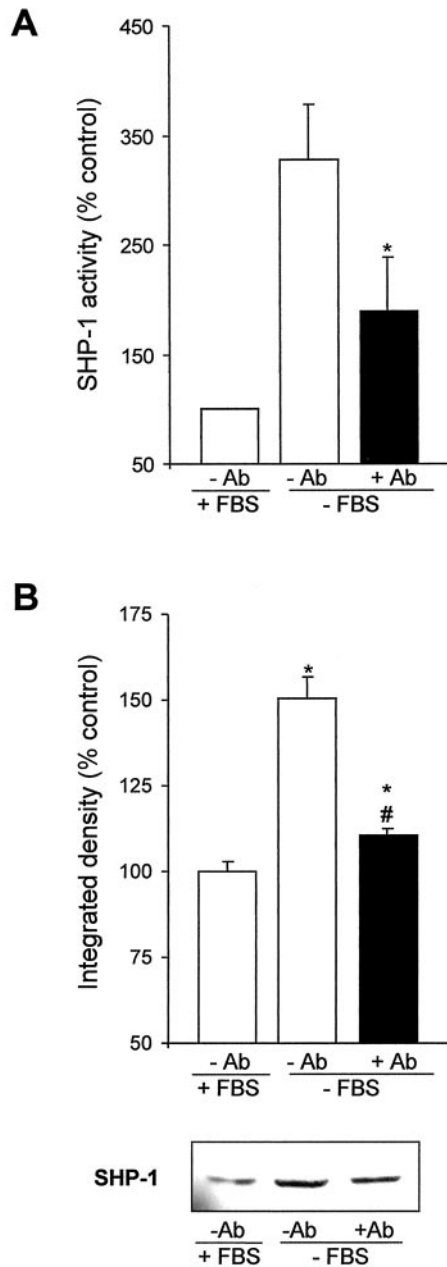 A
SHP-1 activity (% control)
450
350
250
150
50
*
- Ab - Ab + Ab
+ FBS - FBS
B
Integrated density (% control)
175
150
125
100
75
50
*
*
#
- Ab - Ab + Ab
+ FBS - FBS
SHP-1
-Ab -Ab +Ab
+ FBS - FBS